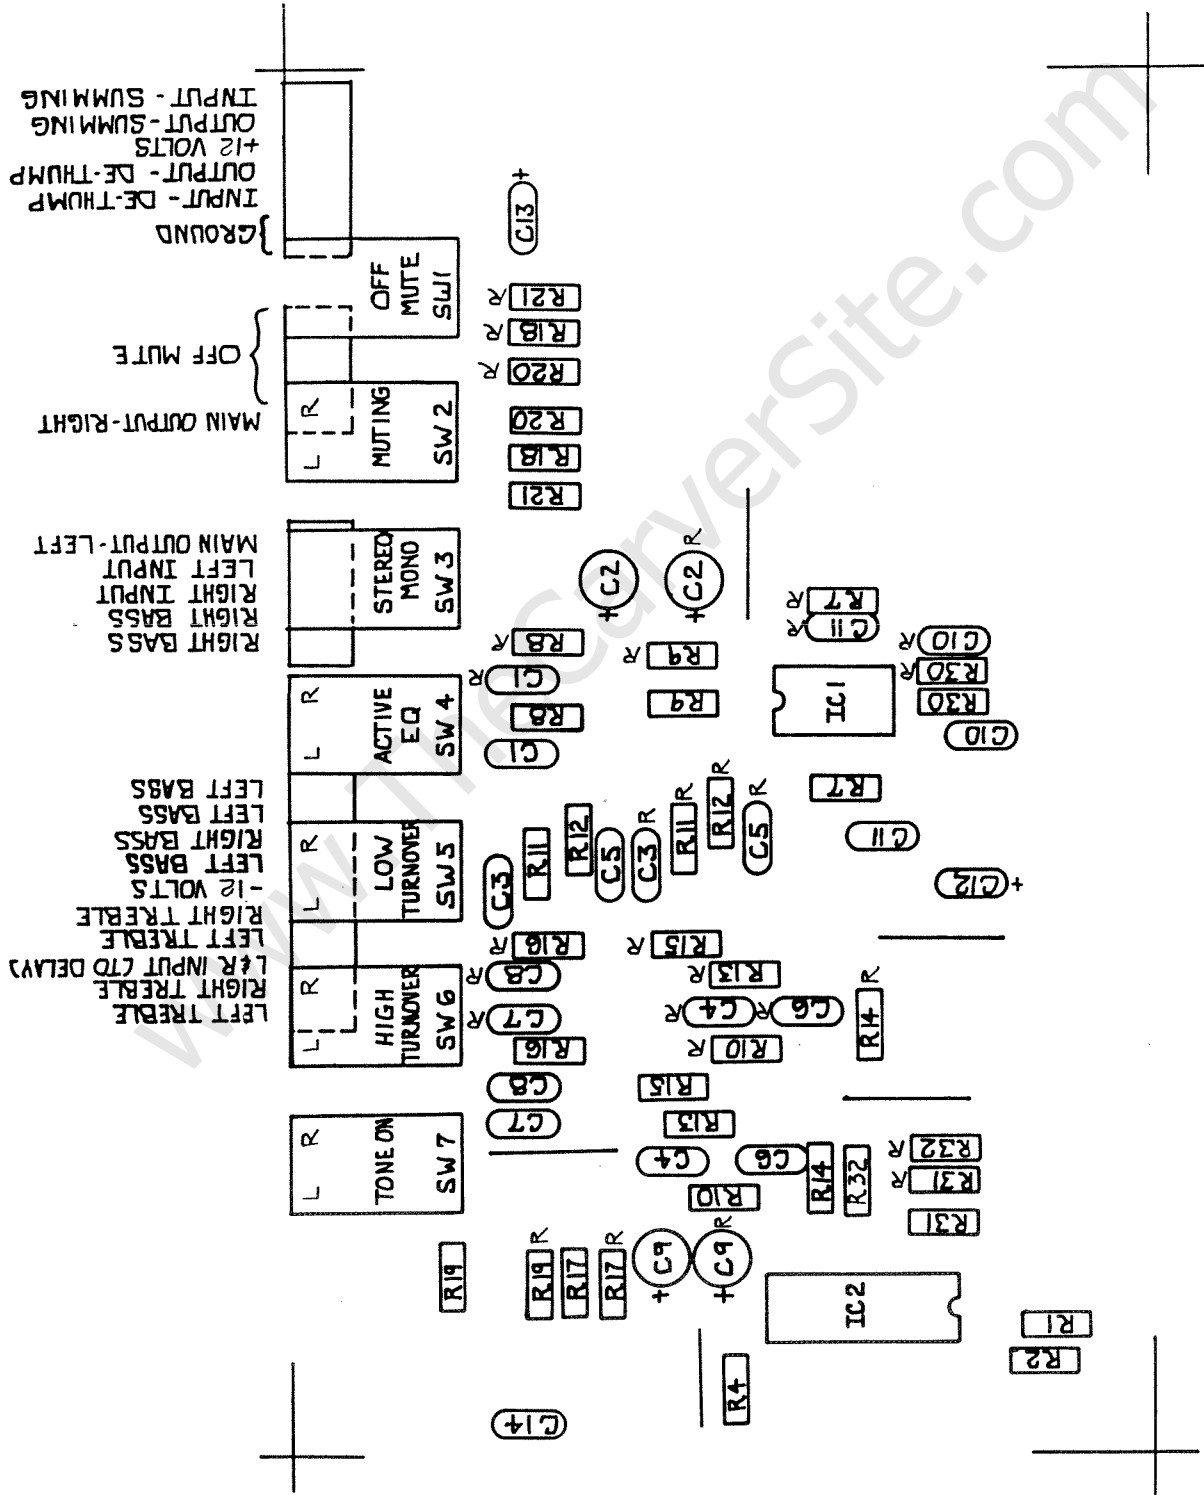 INPUT - SUMMING
OUTPUT - SUMMING
+12 VOLTS
OUTPUT - DE-THUMP
INPUT - DE-THUMP
GROUND
OFF MUTE
MAIN OUTPUT-RIGHT
MAIN OUTPUT-LEFT
LEFT INPUT
RIGHT INPUT
RIGHT BASS
RIGHT BASS
LEFT BASS
LEFT BASS
RIGHT BASS
LEFT BASS
-12 VOLTS
RIGHT TREBLE
LEFT TREBLE
L&R INPUT (TO DELAY)
RIGHT TREBLE
LEFT TREBLE
OFF
MUTE
SW1
L R
MUTING
SW 2
STEREO
MONO
SW 3
L R
ACTIVE
EQ
SW 4
L R
LOW
TURNOVER
SW 5
L R
HIGH
TURNOVER
SW 6
L R
TONE ON
SW 7
C13 +
R21 R
R18 R
R20 R
R20
R18
R21
+ C2
+ C2 R
R7 R
C11 R
C10 R
R30 R
R30
C10
IC1
R8 R
C1 R
R8
C1
R9 R
R9
R7
C11
C12 +
R11
R12
C3
C5
C3 R
R11 R
R12 R
C5 R
R16 R
C8 R
C7 R
R16
C8
C7
R15 R
R13 R
C4 R
C6 R
R10 R
R14 R
R15
R13
C4
C6
R10
R14
R32
R32 R
R31 R
R31
R19
R19 R
R17
R17 R
+ C9
+ C9 R
IC2
R1
R2
R4
C14 +
www.TheCarverSite.com